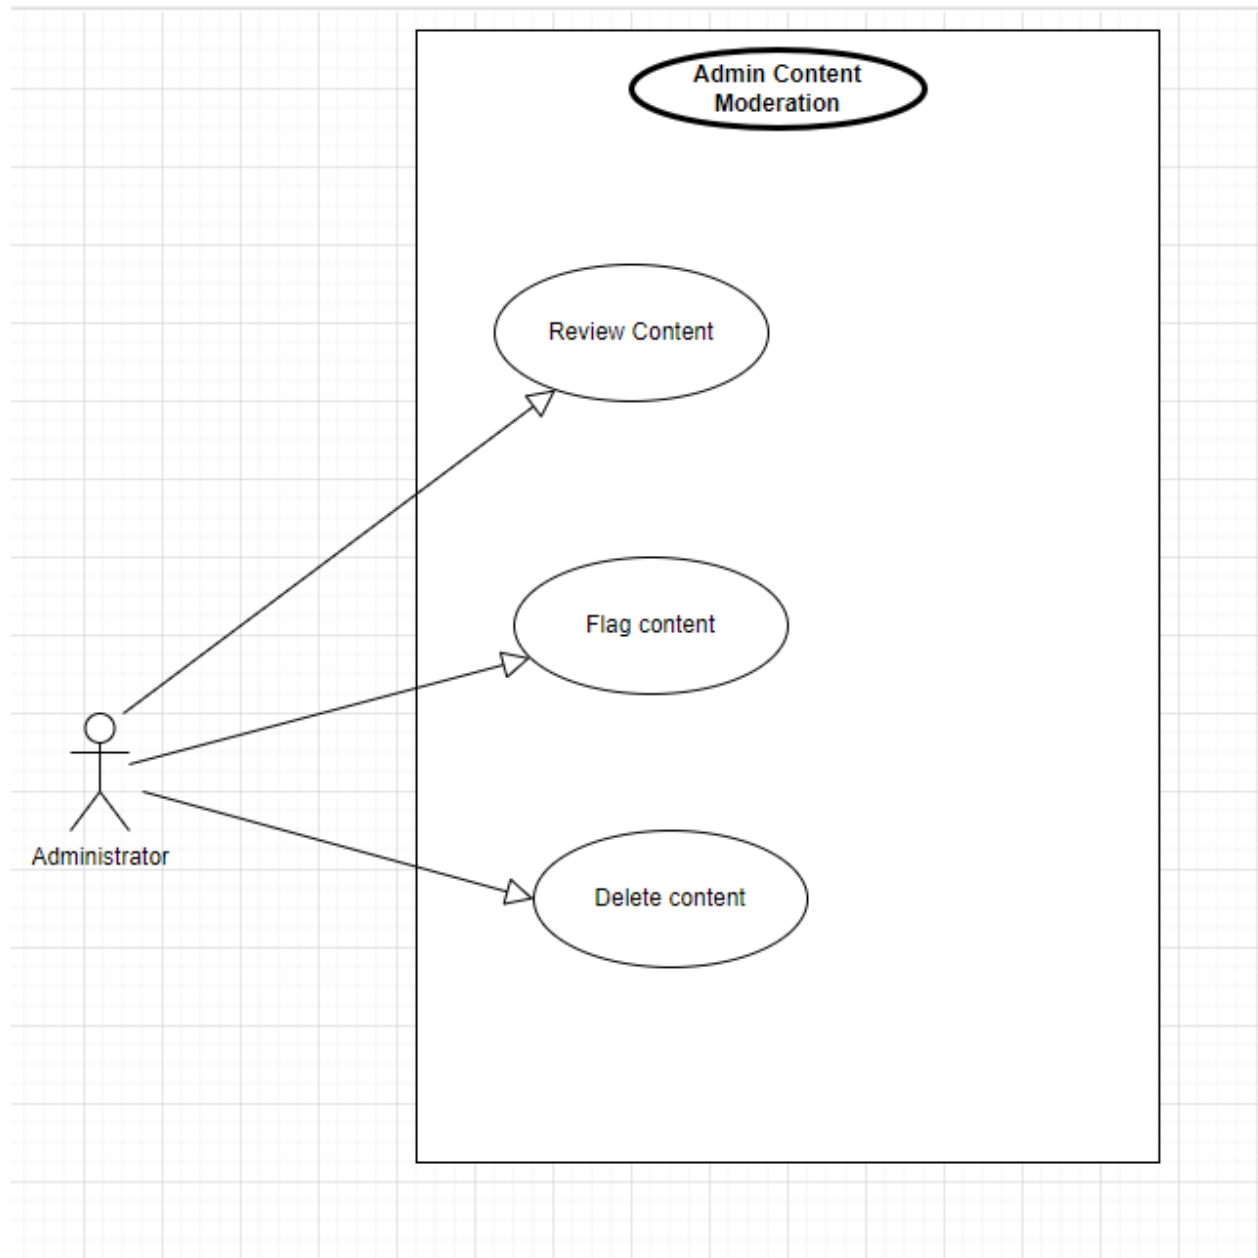 Admin Content
Moderation
Review Content
Flag content
Administrator
Delete content